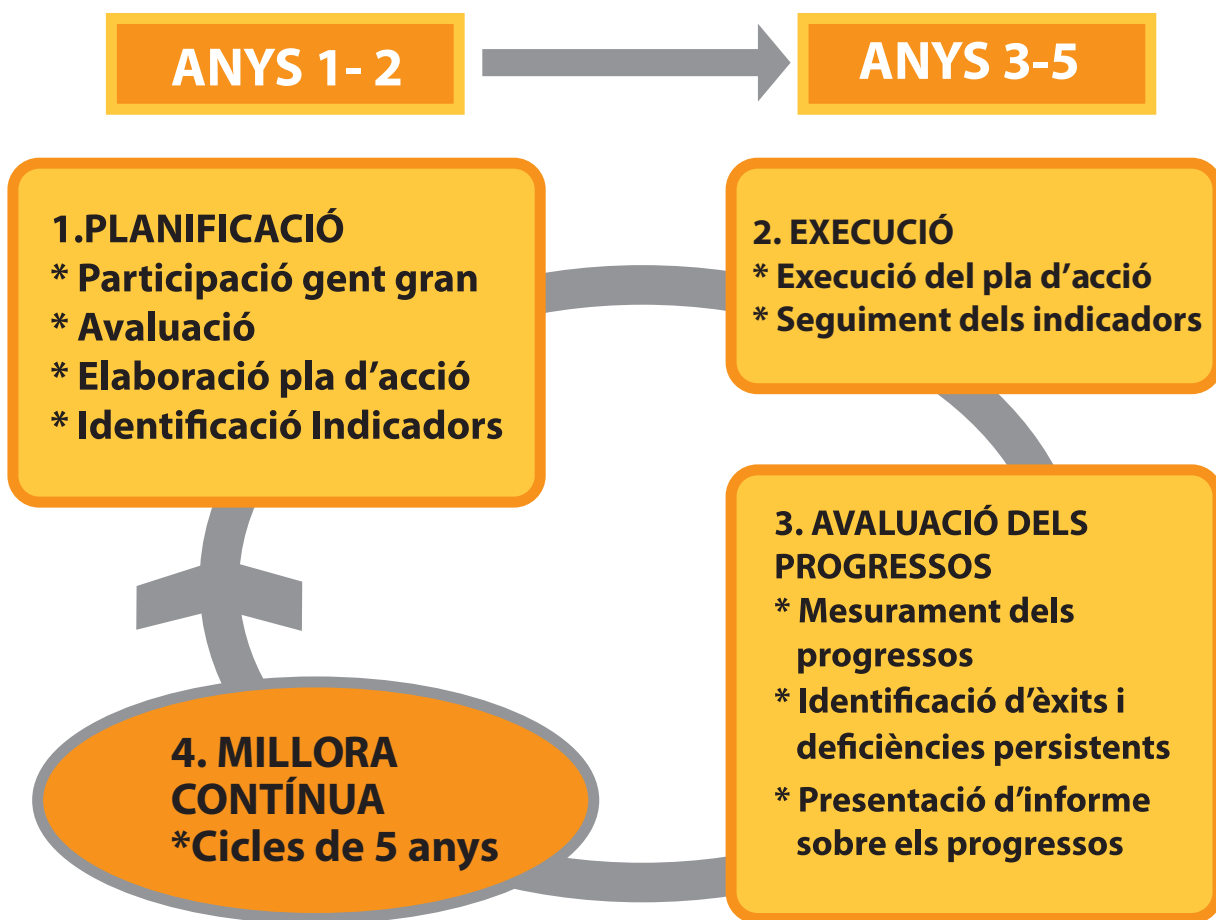 ANYS 1- 2
ANYS 3-5
1.PLANIFICACIÓ
* Participació gent gran
* Avaluació
* Elaboració pla d’acció
* Identificació Indicadors
2. EXECUCIÓ
* Execució del pla d’acció
* Seguiment dels indicadors
3. AVALUACIÓ DELS
PROGRESSOS
* Mesurament dels
progressos
* Identificació d’èxits i
deficiències persistents
* Presentació d’informe
sobre els progressos
4. MILLORA
CONTÍNUA
*Cicles de 5 anys